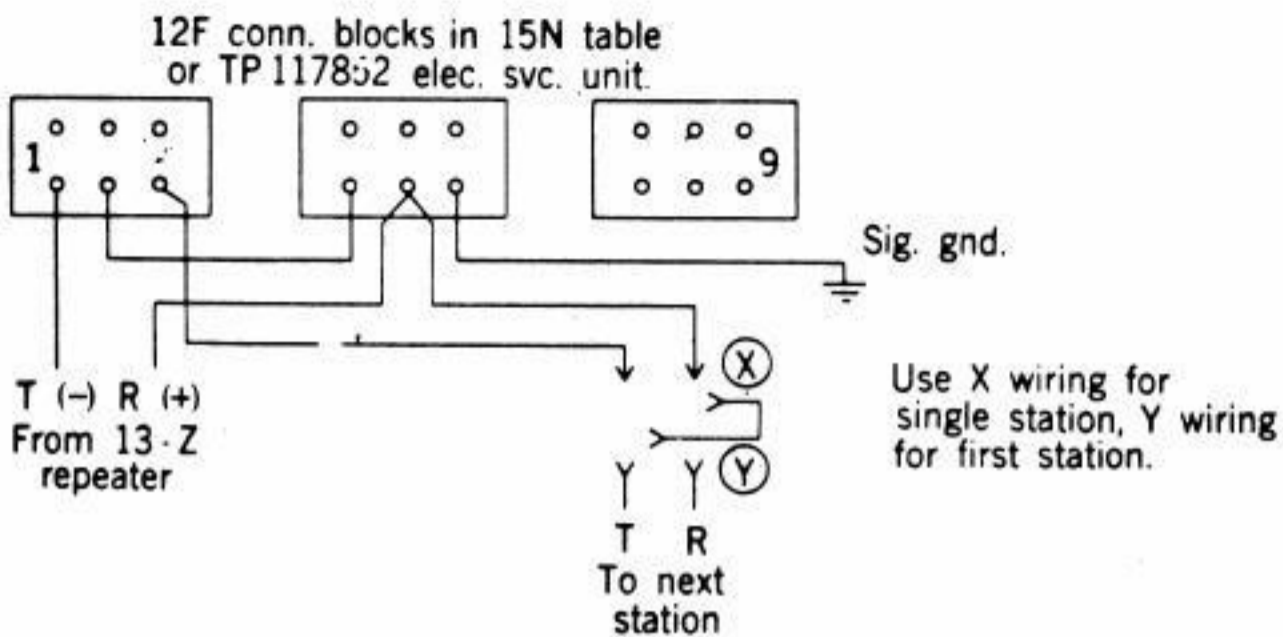 12F conn. blocks in 15N table
or TP 117852 elec. svc. unit.
1
9
Sig. gnd.
T (−) R (+)
From 13-Z
repeater
X
Use X wiring for
single station, Y wiring
for first station.
Y
T R
To next
station